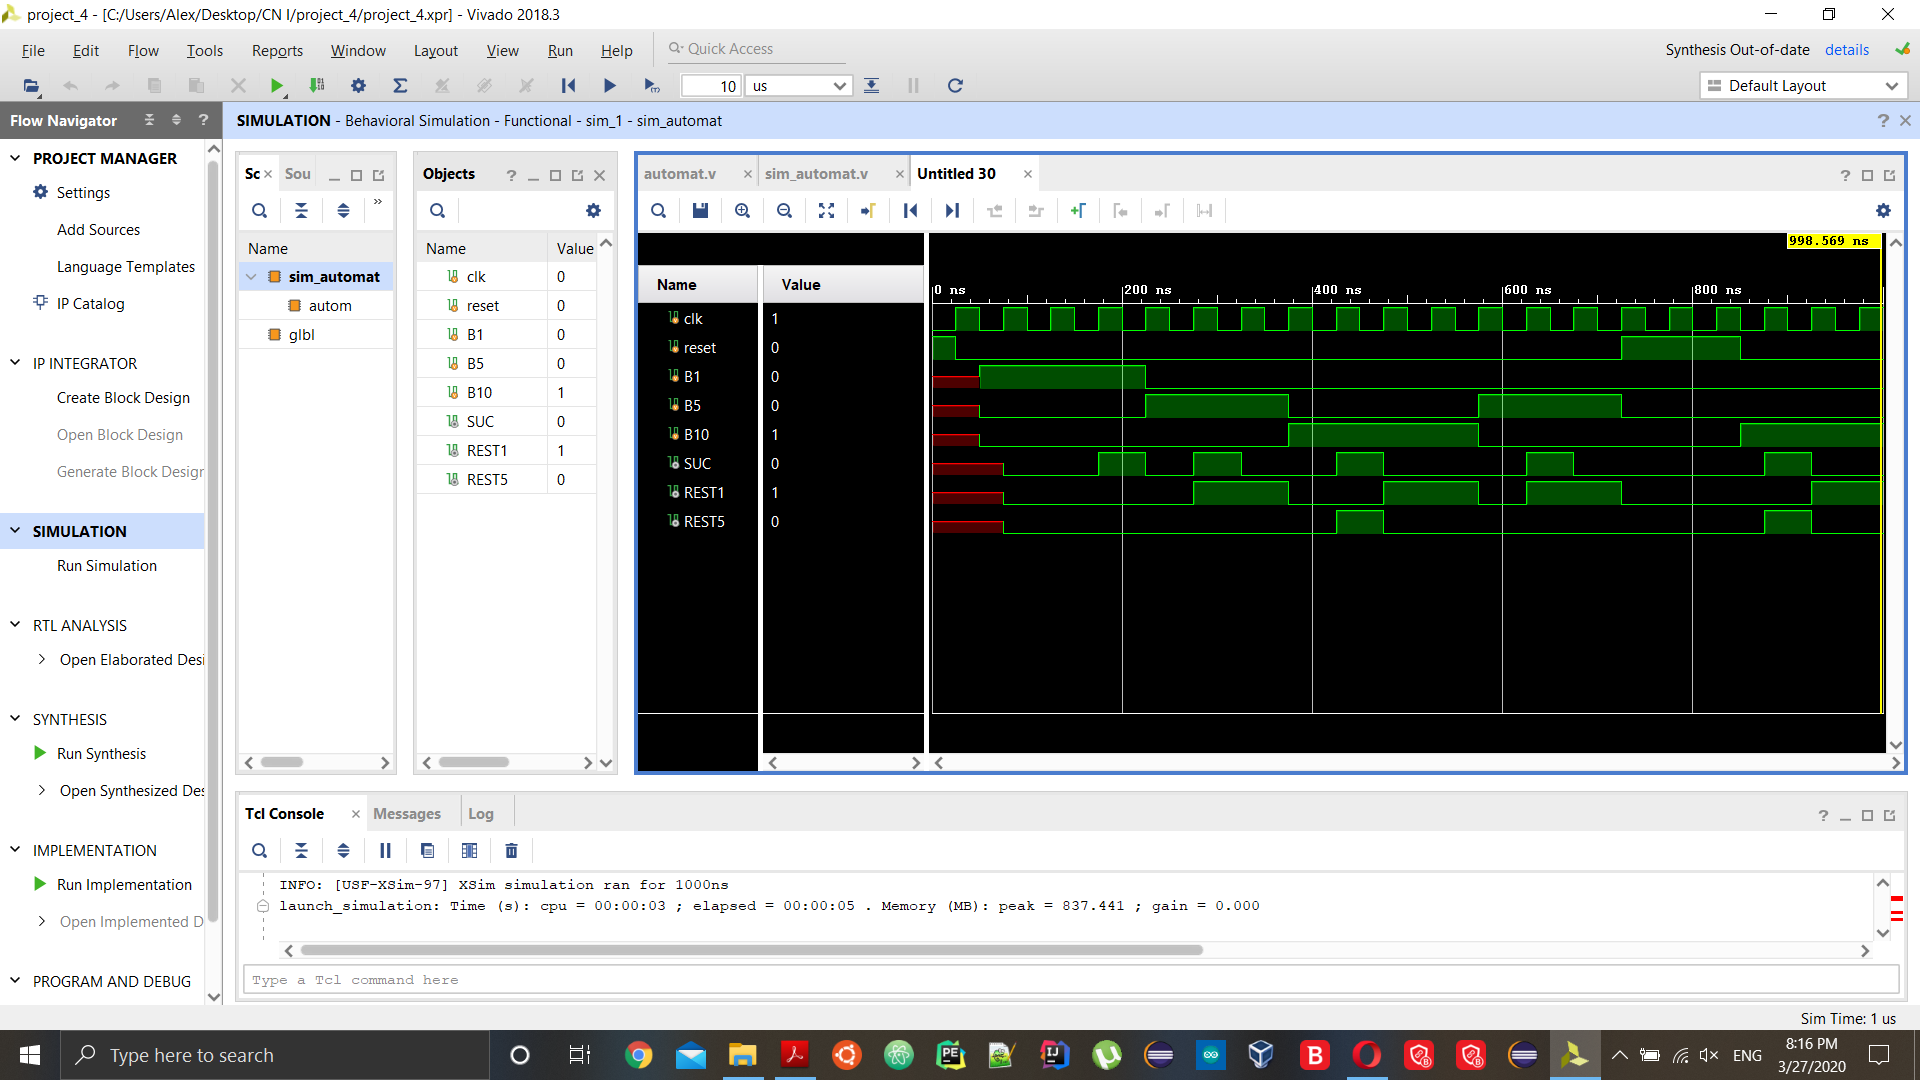 project_4 - [C:/Users/Alex/Desktop/CN I/project_4/project_4.xpr] - Vivado 2018.3
File Edit Flow Tools Reports Window Layout View Run Help Quick Access
Synthesis Out-of-date details
10 us
Default Layout
Flow Navigator
SIMULATION - Behavioral Simulation - Functional - sim_1 - sim_automat
PROJECT MANAGER
Settings
Add Sources
Language Templates
IP Catalog
IP INTEGRATOR
Create Block Design
Open Block Design
Generate Block Design
SIMULATION
Run Simulation
RTL ANALYSIS
Open Elaborated Desi
SYNTHESIS
Run Synthesis
Open Synthesized Des
IMPLEMENTATION
Run Implementation
Open Implemented D
PROGRAM AND DEBUG
Sc Sou
Name
sim_automat
autom
glbl
Objects
Name Value
clk 0
reset 0
B1 0
B5 0
B10 1
SUC 0
REST1 1
REST5 0
automat.v sim_automat.v Untitled 30
998.569 ns
Name Value
0 ns 200 ns 400 ns 600 ns 800 ns
clk 1
reset 0
B1 0
B5 0
B10 1
SUC 0
REST1 1
REST5 0
Tcl Console Messages Log
INFO: [USF-XSim-97] XSim simulation ran for 1000ns
launch_simulation: Time (s): cpu = 00:00:03 ; elapsed = 00:00:05 . Memory (MB): peak = 837.441 ; gain = 0.000
Type a Tcl command here
Sim Time: 1 us
Type here to search
ENG
8:16 PM
3/27/2020